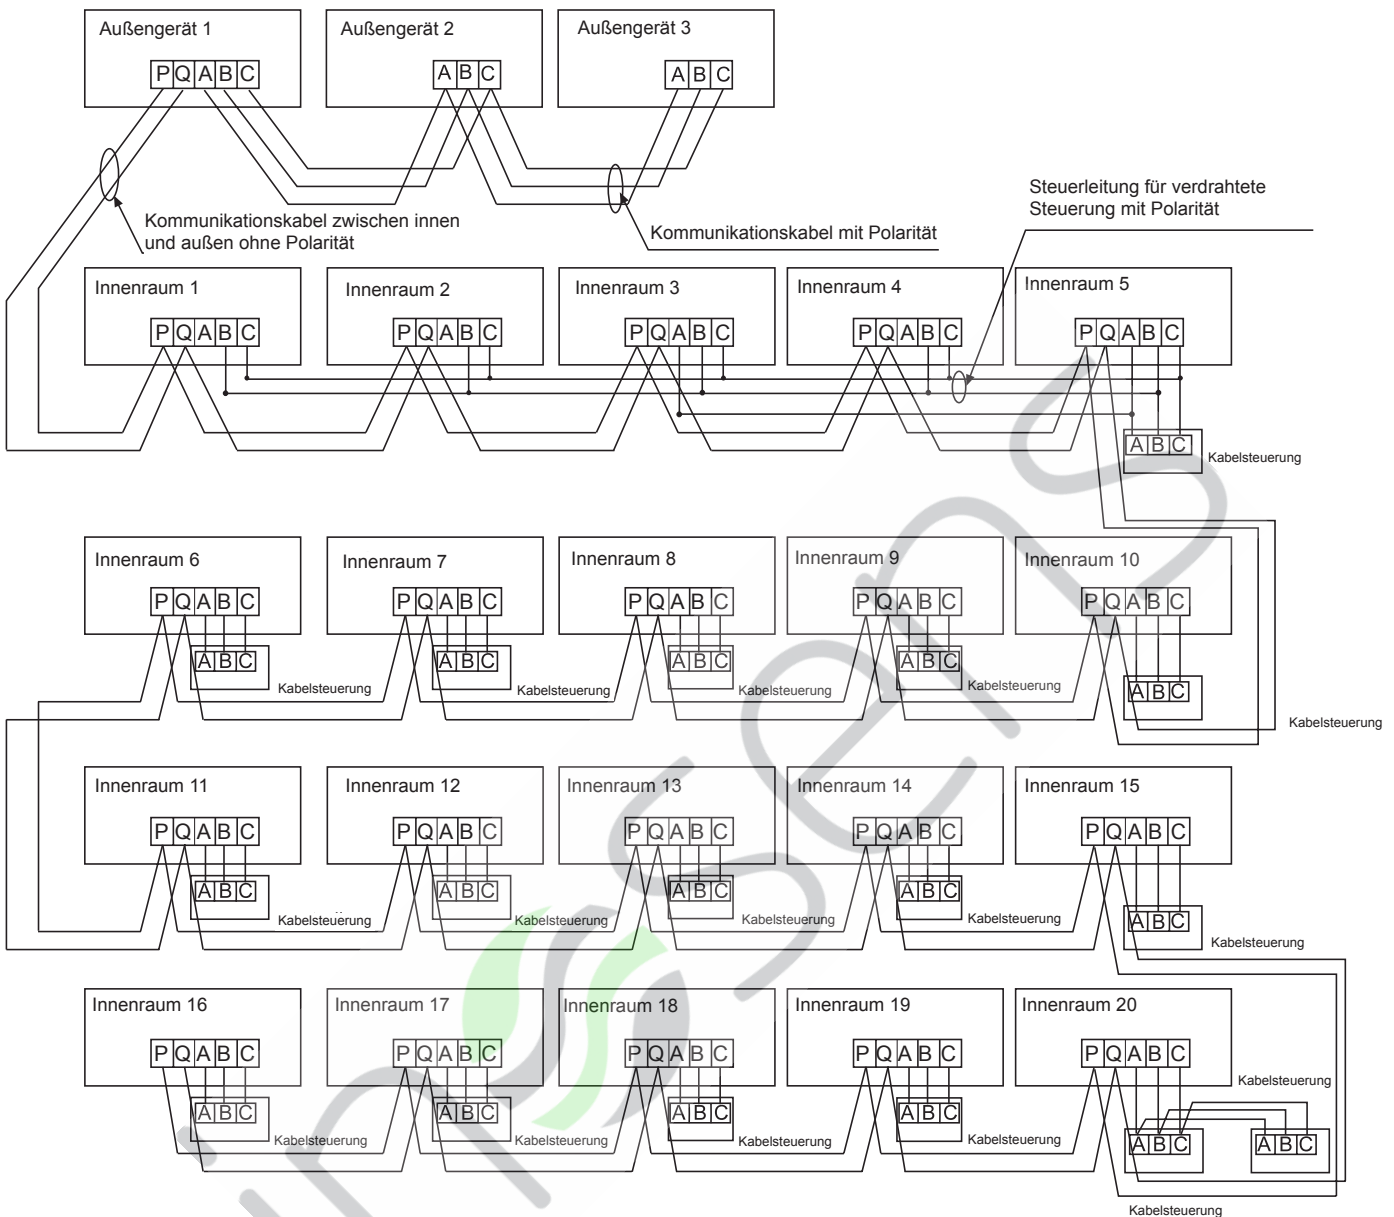 Außengerät 1
Außengerät 2
Außengerät 3
P Q A B C
A B C
A B C
Kommunikationskabel zwischen innen
und außen ohne Polarität
Kommunikationskabel mit Polarität
Steuerleitung für verdrahtete
Steuerung mit Polarität
Innenraum 1
Innenraum 2
Innenraum 3
Innenraum 4
Innenraum 5
P Q A B C
P Q A B C
P Q A B C
P Q A B C
P Q A B C
A B C
Kabelsteuerung
Innenraum 6
Innenraum 7
Innenraum 8
Innenraum 9
Innenraum 10
P Q A B C
P Q A B C
P Q A B C
P Q A B C
P Q A B C
A B C
A B C
A B C
A B C
A B C
Kabelsteuerung
Kabelsteuerung
Kabelsteuerung
Kabelsteuerung
Kabelsteuerung
Innenraum 11
Innenraum 12
Innenraum 13
Innenraum 14
Innenraum 15
P Q A B C
P Q A B C
P Q A B C
P Q A B C
P Q A B C
A B C
A B C
A B C
A B C
A B C
Kabelsteuerung
Kabelsteuerung
Kabelsteuerung
Kabelsteuerung
Kabelsteuerung
Innenraum 16
Innenraum 17
Innenraum 18
Innenraum 19
Innenraum 20
P Q A B C
P Q A B C
P Q A B C
P Q A B C
P Q A B C
Kabelsteuerung
A B C
A B C
A B C
A B C
A B C
A B C
Kabelsteuerung
Kabelsteuerung
Kabelsteuerung
Kabelsteuerung
Kabelsteuerung